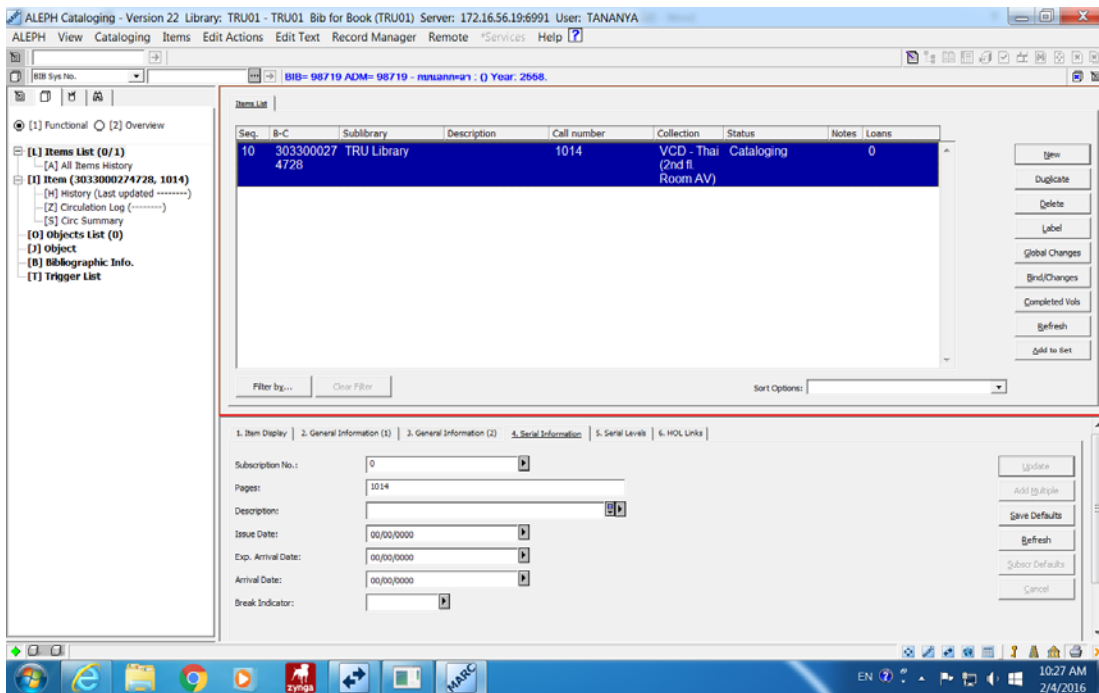 ALEPH Cataloging - Version 22 Library: TRU01 - TRU01 Bib for Book (TRU01) Server: 172.16.56.19:6991 User: TANANYA
ALEPH View Cataloging Items Edit Actions Edit Text Record Manager Remote *Services Help ?
BIB Sys No. BIB= 98719 ADM= 98719 - : () Year: 2558.
[1] Functional [2] Overview
[L] Items List (0/1)
[A] All Items History
[I] Item (3033000274728, 1014)
[H] History (Last updated --------)
[Z] Circulation Log (--------)
[S] Circ Summary
[O] Objects List (0)
[J] Object
[B] Bibliographic Info.
[T] Trigger List
Items List
Seq. B-C Sublibrary Description Call number Collection Status Notes Loans
10 303300027 TRU Library 1014 VCD - Thai Cataloging 0
4728 (2nd fl.
Room AV)
New
Duplicate
Delete
Label
Global Changes
Bind/Changes
Completed Vols
Refresh
Add to Set
Filter by... Clear Filter Sort Options:
1. Item Display 2. General Information (1) 3. General Information (2) 4. Serial Information 5. Serial Levels 6. HOL Links
Subscription No.: 0
Pages: 1014
Description:
Issue Date: 00/00/0000
Exp. Arrival Date: 00/00/0000
Arrival Date: 00/00/0000
Break Indicator:
Update
Add Multiple
Save Defaults
Refresh
Subscr Defaults
Cancel
zynga
MARC
EN
10:27 AM
2/4/2016